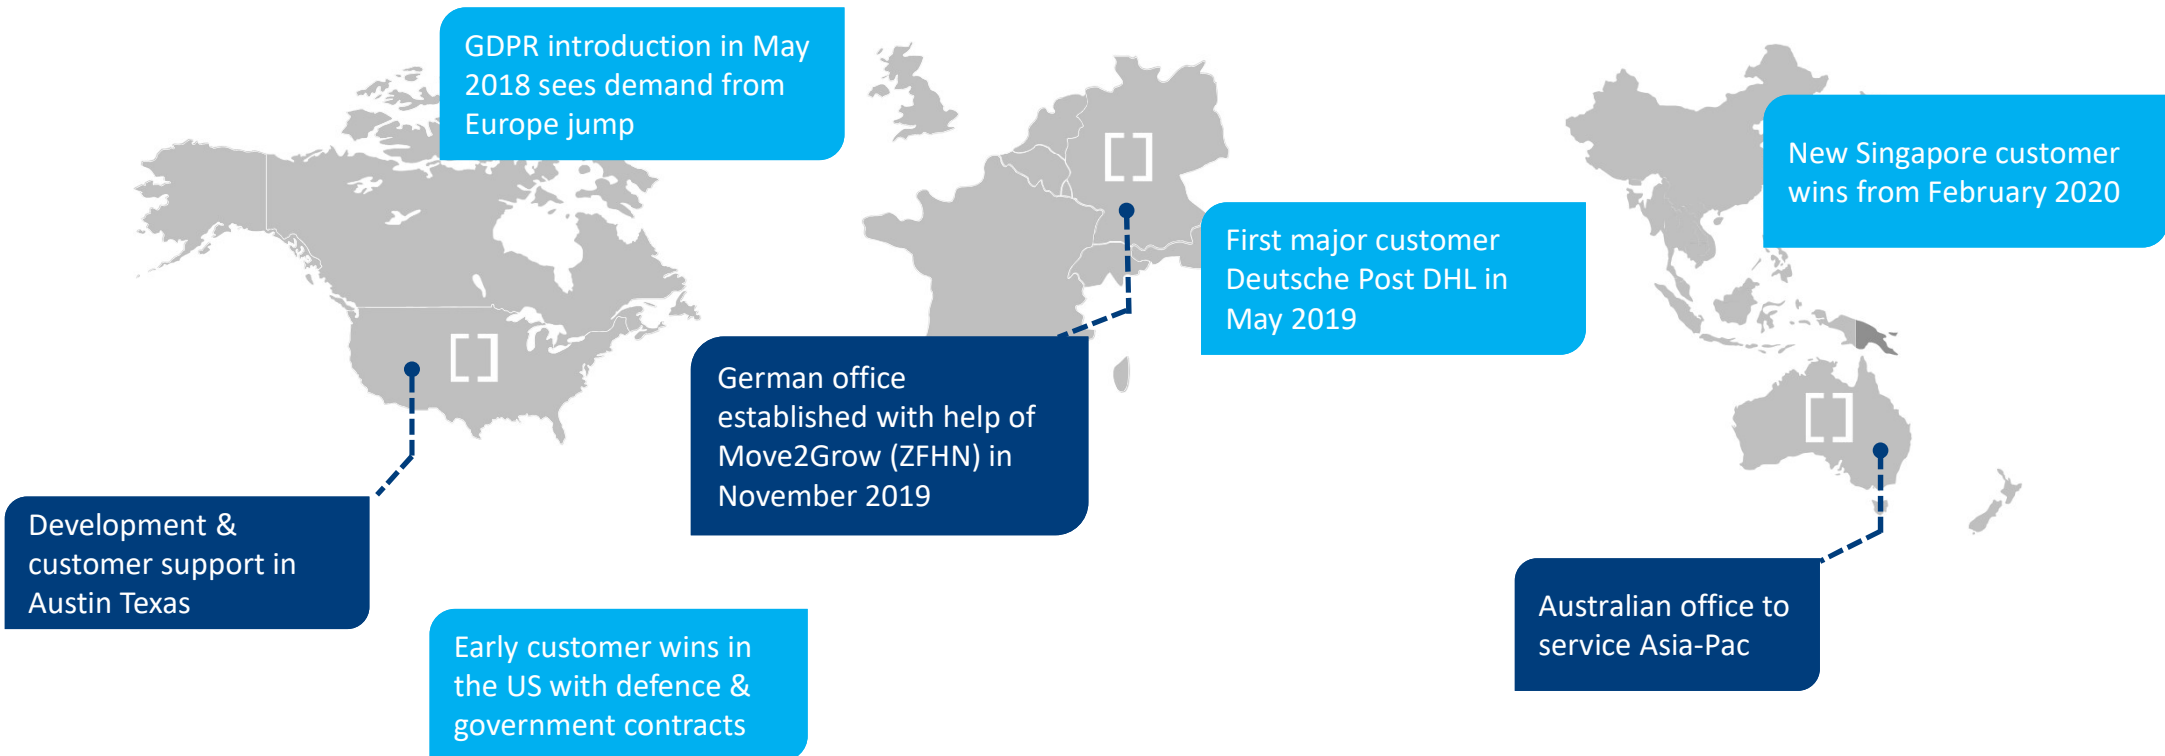 GDPR introduction in May
2018 sees demand from
Europe jump
New Singapore customer
wins from February 2020
First major customer
Deutsche Post DHL in
May 2019
German office
established with help of
Move2Grow (ZFHN) in
November 2019
Development &
customer support in
Austin Texas
Australian office to
service Asia-Pac
Early customer wins in
the US with defence &
government contracts